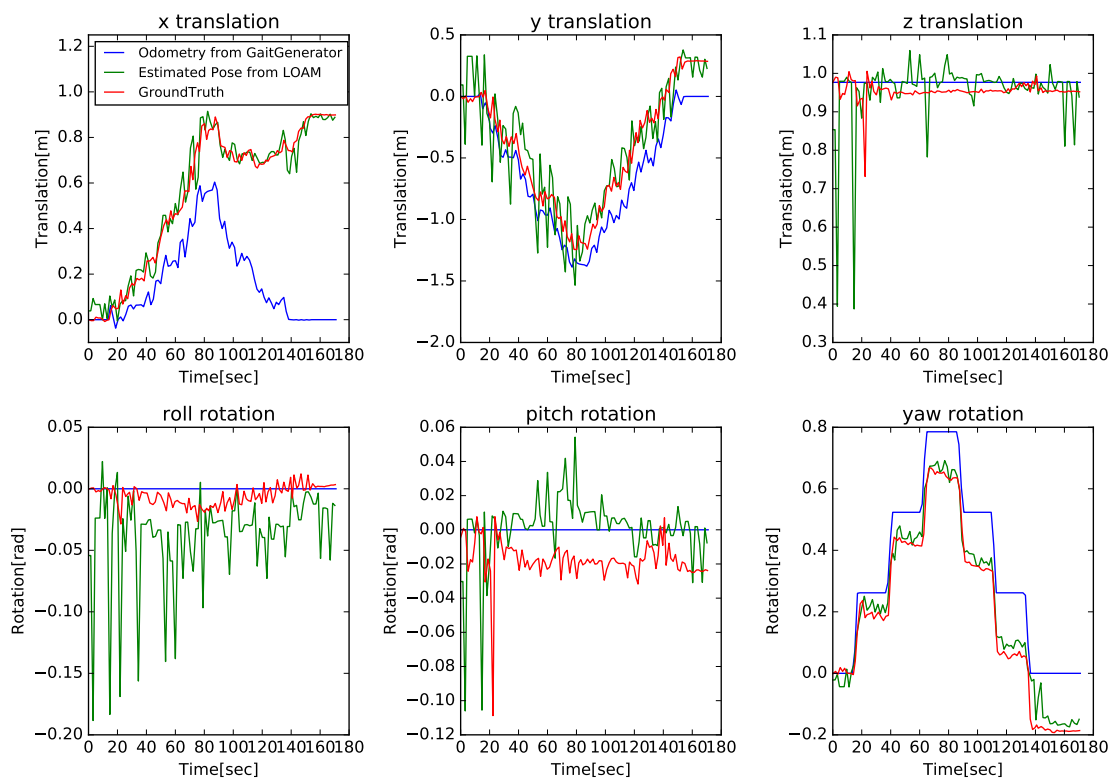 x translation
1.2
1.0
0.8
0.6
0.4
0.2
0.0
Translation[m]
Odometry from GaitGenerator
Estimated Pose from LOAM
GroundTruth
0 20 40 60 80 100 120 140 160 180
Time[sec]
y translation
0.5
0.0
−0.5
−1.0
−1.5
−2.0
Translation[m]
0 20 40 60 80 100 120 140 160 180
Time[sec]
z translation
1.1
1.0
0.9
0.8
0.7
0.6
0.5
0.4
0.3
Translation[m]
0 20 40 60 80 100 120 140 160 180
Time[sec]
roll rotation
0.05
0.00
−0.05
−0.10
−0.15
−0.20
Rotation[rad]
0 20 40 60 80 100 120 140 160 180
Time[sec]
pitch rotation
0.06
0.04
0.02
0.00
−0.02
−0.04
−0.06
−0.08
−0.10
−0.12
Rotation[rad]
0 20 40 60 80 100 120 140 160 180
Time[sec]
yaw rotation
0.8
0.6
0.4
0.2
0.0
−0.2
Rotation[rad]
0 20 40 60 80 100 120 140 160 180
Time[sec]